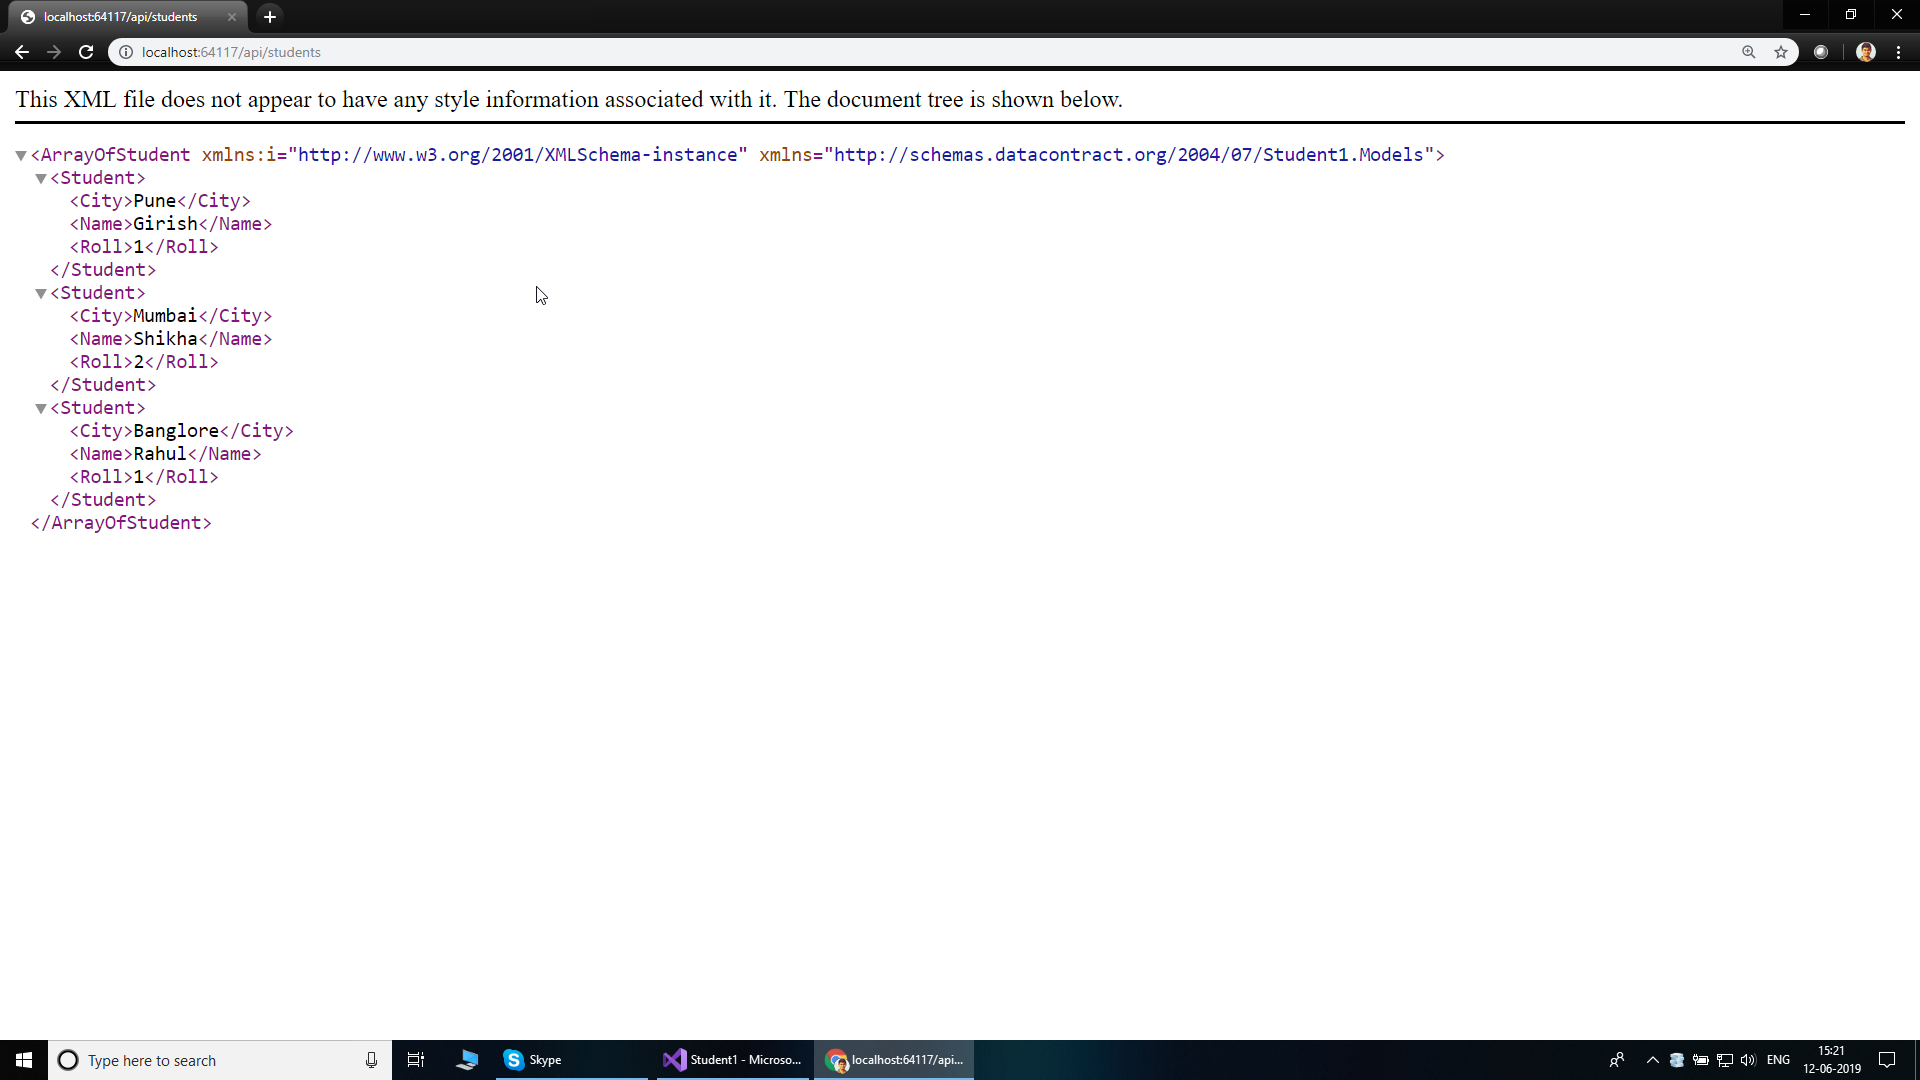 localhost:64117/api/students
localhost:64117/api/students
This XML file does not appear to have any style information associated with it. The document tree is shown below.
<ArrayOfStudent xmlns:i="http://www.w3.org/2001/XMLSchema-instance" xmlns="http://schemas.datacontract.org/2004/07/Student1.Models">
<Student>
<City>Pune</City>
<Name>Girish</Name>
<Roll>1</Roll>
</Student>
<Student>
<City>Mumbai</City>
<Name>Shikha</Name>
<Roll>2</Roll>
</Student>
<Student>
<City>Banglore</City>
<Name>Rahul</Name>
<Roll>1</Roll>
</Student>
</ArrayOfStudent>
Type here to search
Skype
Student1 - Microso...
localhost:64117/api...
ENG
15:21
12-06-2019